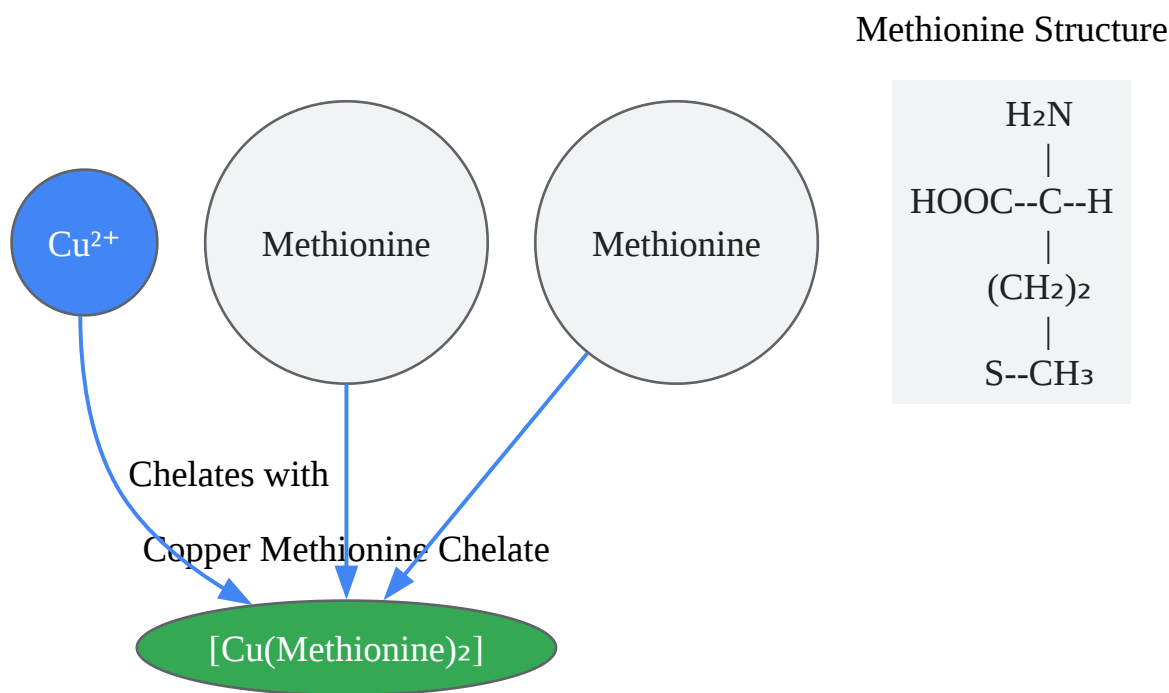 Methionine Structure
H₂N
|
HOOC--C--H
|
(CH₂)₂
|
S--CH₃
Cu²⁺
Methionine
Methionine
Chelates with
Copper Methionine Chelate
[Cu(Methionine)₂]